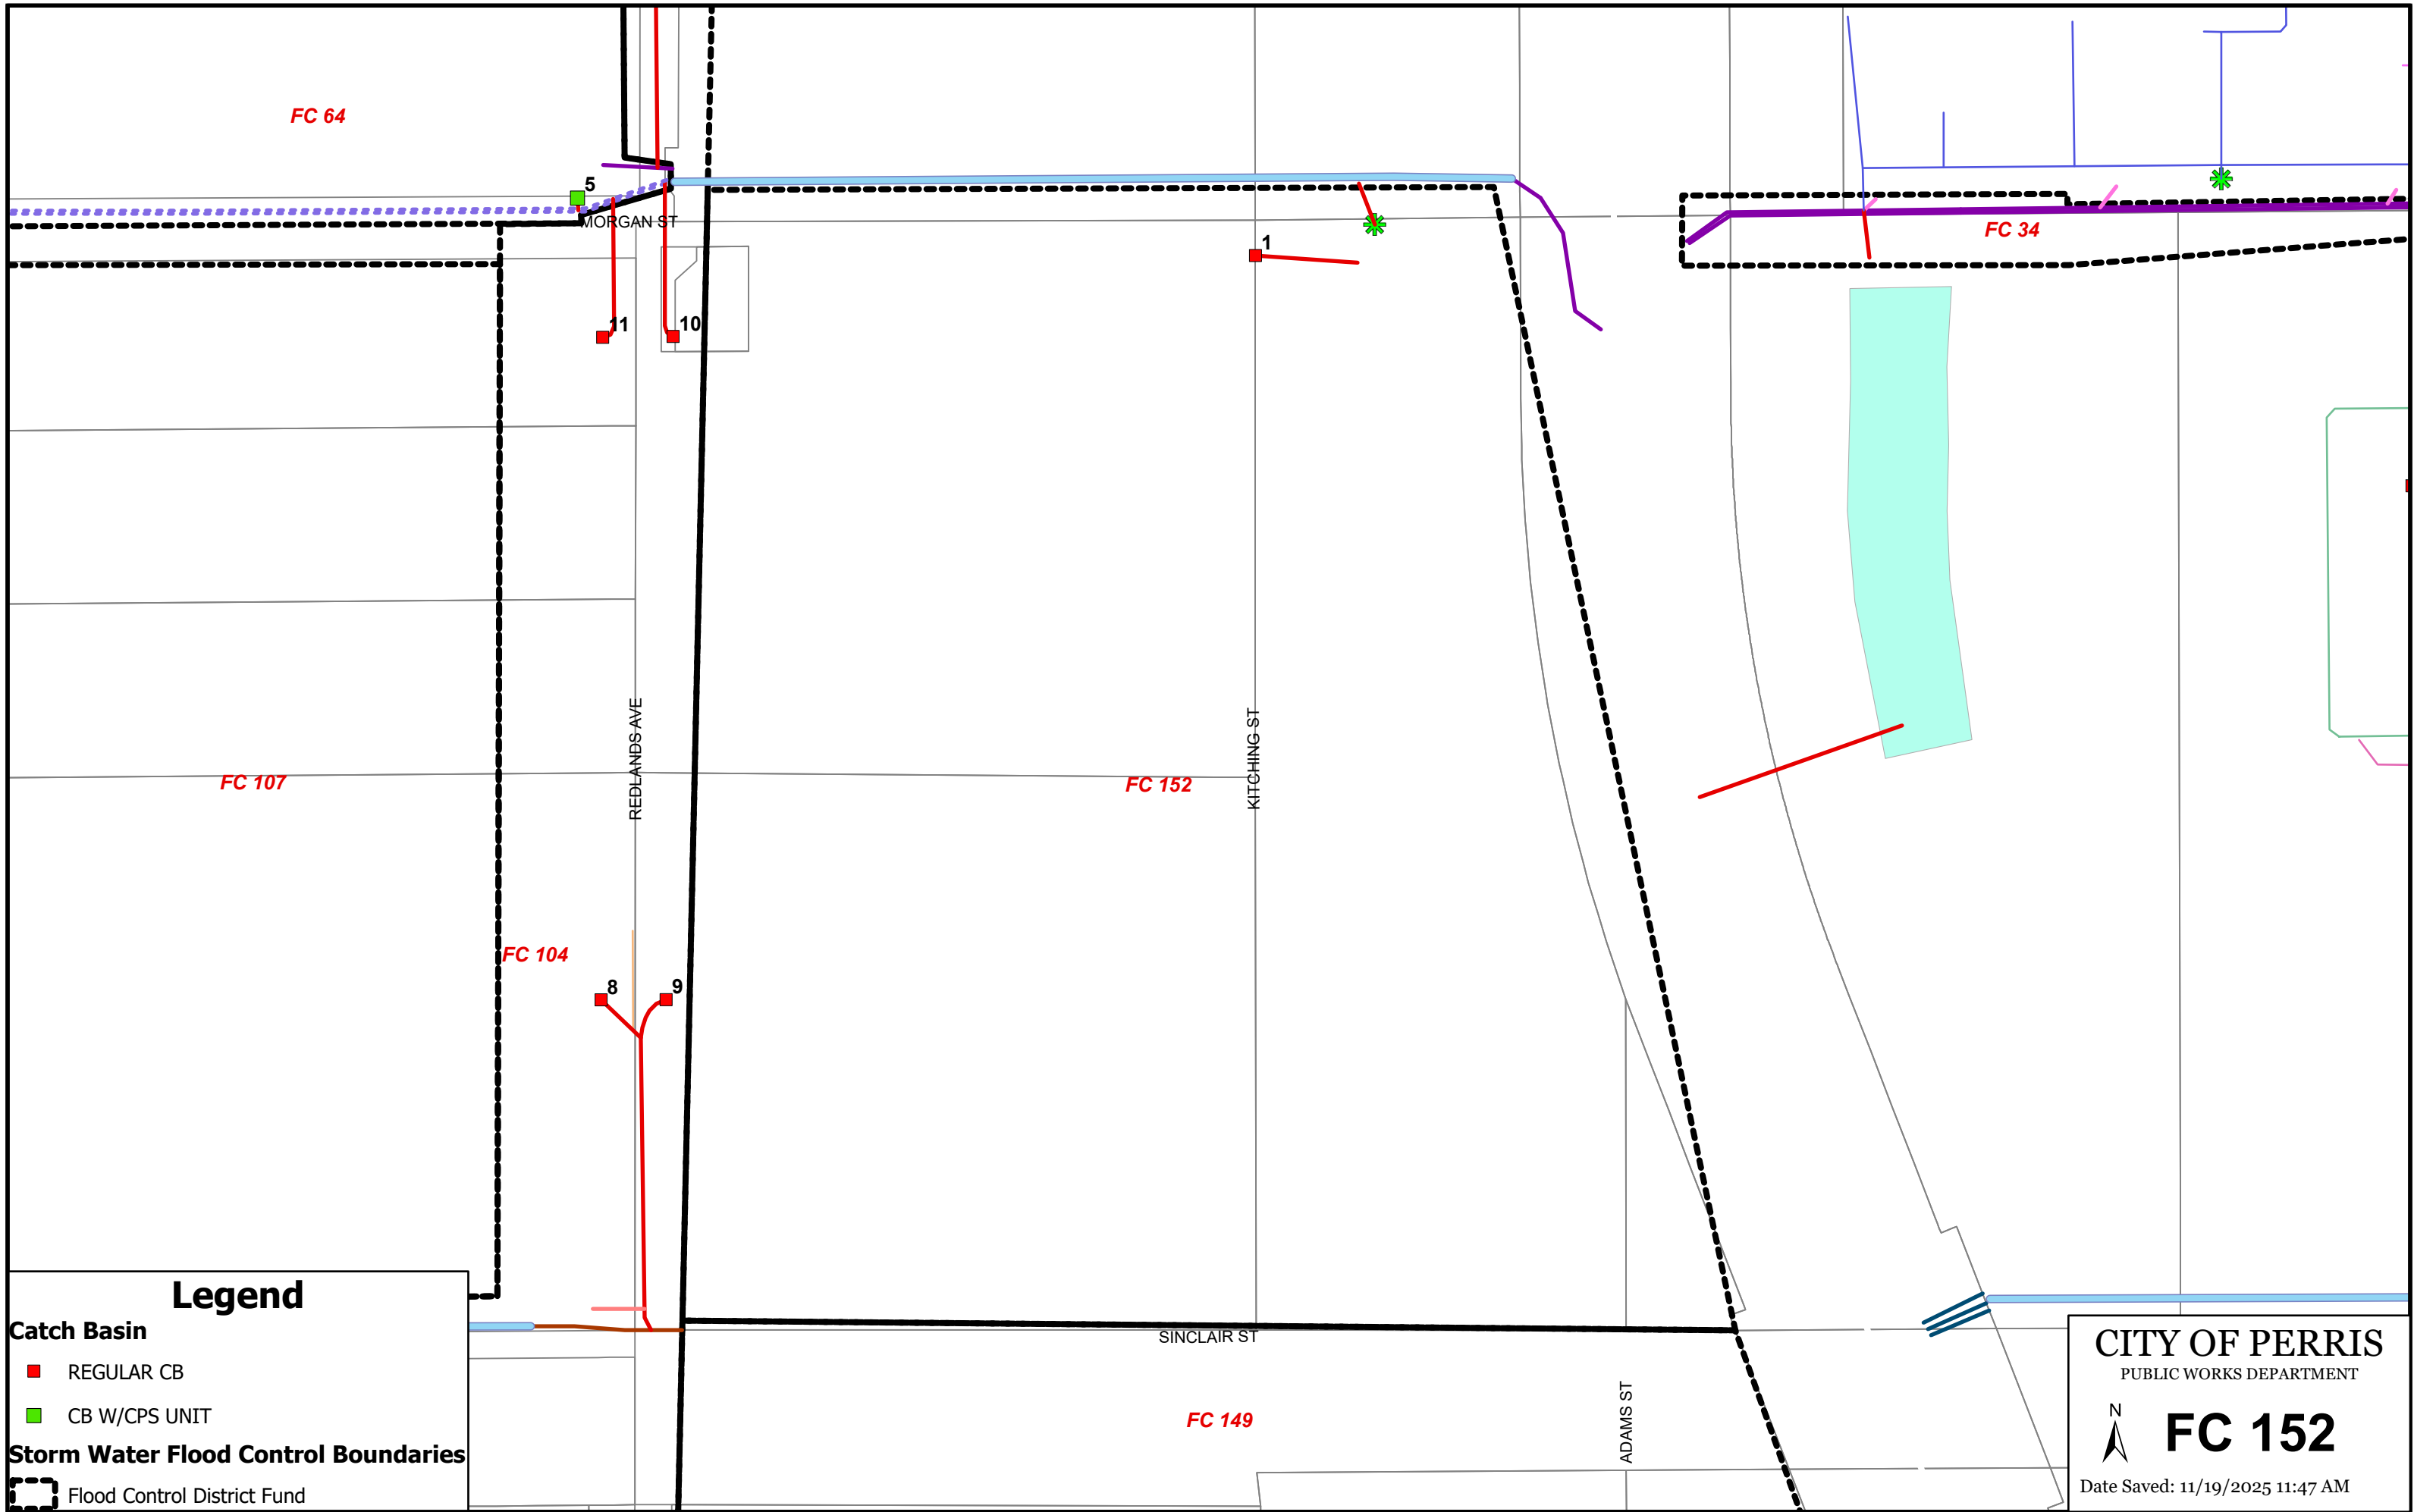 FC 64
5
MORGAN ST
FC 34
1
11
10
REDLANDS AVE
KITCHING ST
FC 107
FC 152
FC 104
8
9
SINCLAIR ST
ADAMS ST
FC 149
Legend
Catch Basin
REGULAR CB
CB W/CPS UNIT
Storm Water Flood Control Boundaries
Flood Control District Fund
CITY OF PERRIS
PUBLIC WORKS DEPARTMENT
N
FC 152
Date Saved: 11/19/2025 11:47 AM